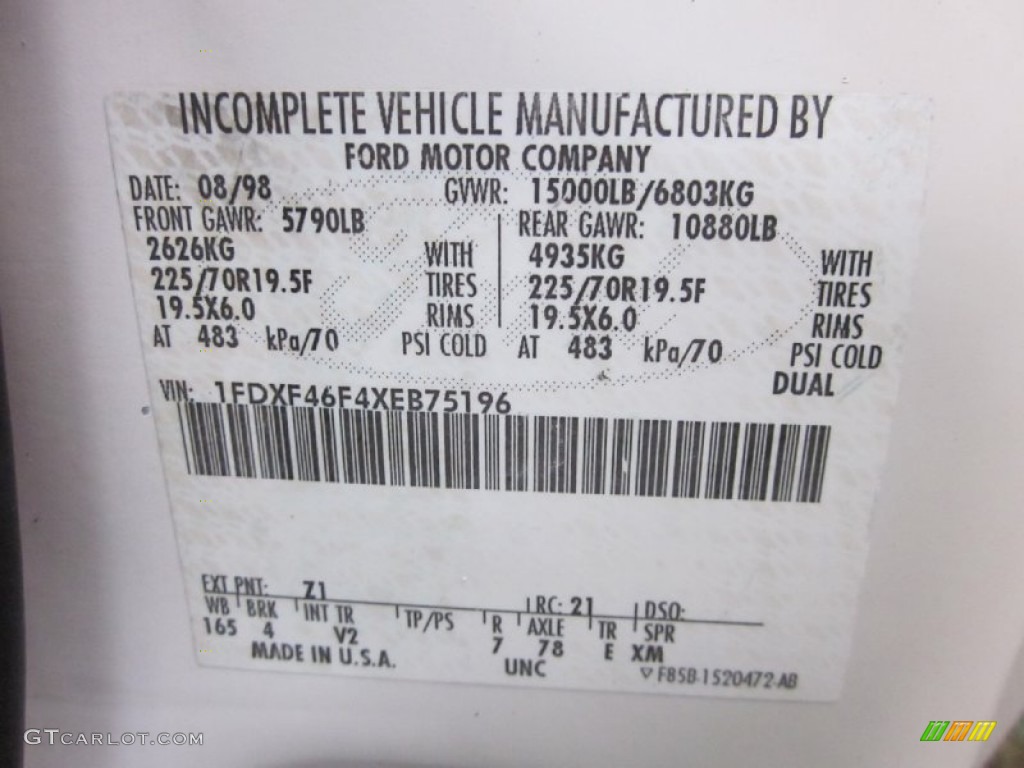 INCOMPLETE VEHICLE MANUFACTURED BY
FORD MOTOR COMPANY
DATE: 08/98 GVWR: 15000LB/6803KG
FRONT GAWR: 5790LB REAR GAWR: 10880LB
2626KG WITH 4935KG WITH
225/70R19.5F TIRES 225/70R19.5F TIRES
19.5X6.0 RIMS 19.5X6.0 RIMS
AT 483 kPa/70 PSI COLD AT 483 kPa/70 PSI COLD
DUAL
VIN: 1FDXF46F4XEB75196
EXT PNT: Z1 RC: 21 DSO:
WB BRK INT TR TP/PS R AXLE TR SPR
165 4 V2 7 78 E XM
MADE IN U.S.A. UNC F85B-1520472-AB
GTCARLOT.COM